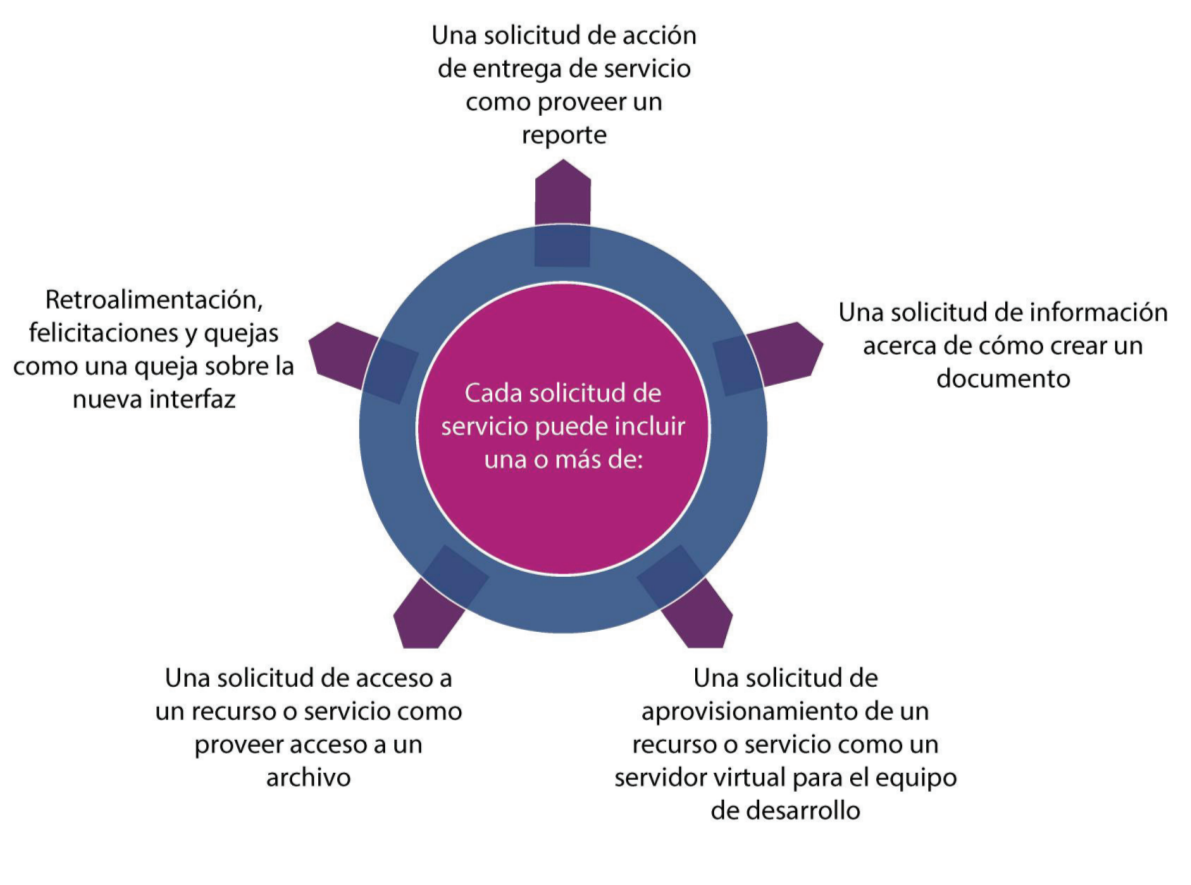 Una solicitud de acción
de entrega de servicio
como proveer un
reporte
Retroalimentación,
felicitaciones y quejas
como una queja sobre la
nueva interfaz
Una solicitud de información
acerca de cómo crear un
documento
Cada solicitud de
servicio puede incluir
una o más de:
Una solicitud de acceso a
un recurso o servicio como
proveer acceso a un
archivo
Una solicitud de
aprovisionamiento de un
recurso o servicio como un
servidor virtual para el equipo
de desarrollo